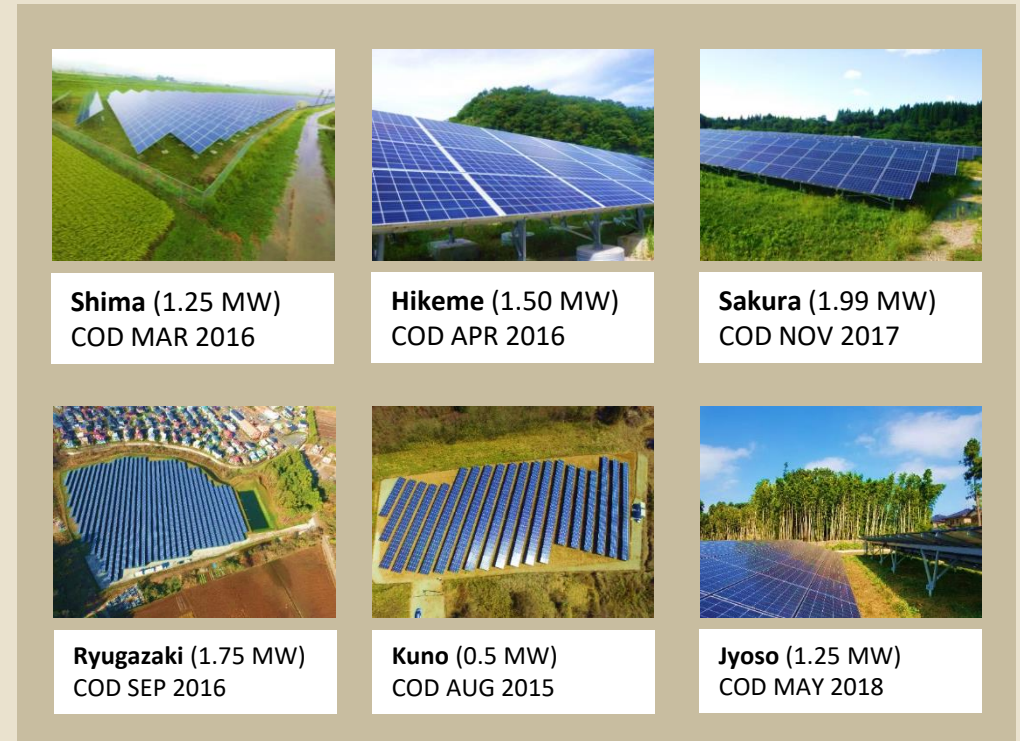 Shima (1.25 MW)
COD MAR 2016
Hikeme (1.50 MW)
COD APR 2016
Sakura (1.99 MW)
COD NOV 2017
Ryugazaki (1.75 MW)
COD SEP 2016
Kuno (0.5 MW)
COD AUG 2015
Jyoso (1.25 MW)
COD MAY 2018